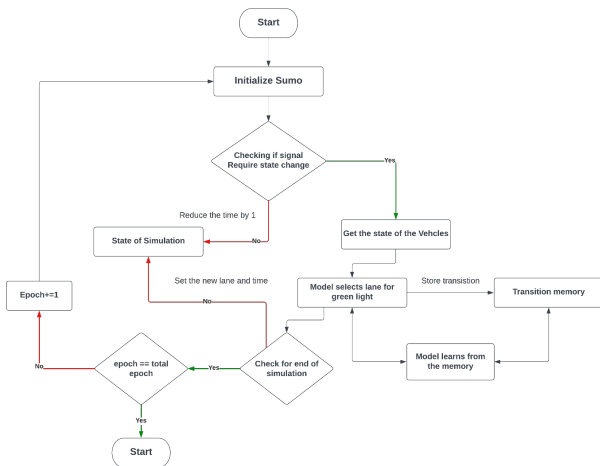 Start
Initialize Sumo
Checking if signal
Require state change
Yes
Reduce the time by 1
No
State of Simulation
Get the state of the Vehcles
Set the new lane and time
No
Epoch+=1
Model selects lane for
green light
Store transistion
Transition memory
Model learns from
the memory
Check for end of
simulation
Yes
epoch == total
epoch
No
Yes
Start